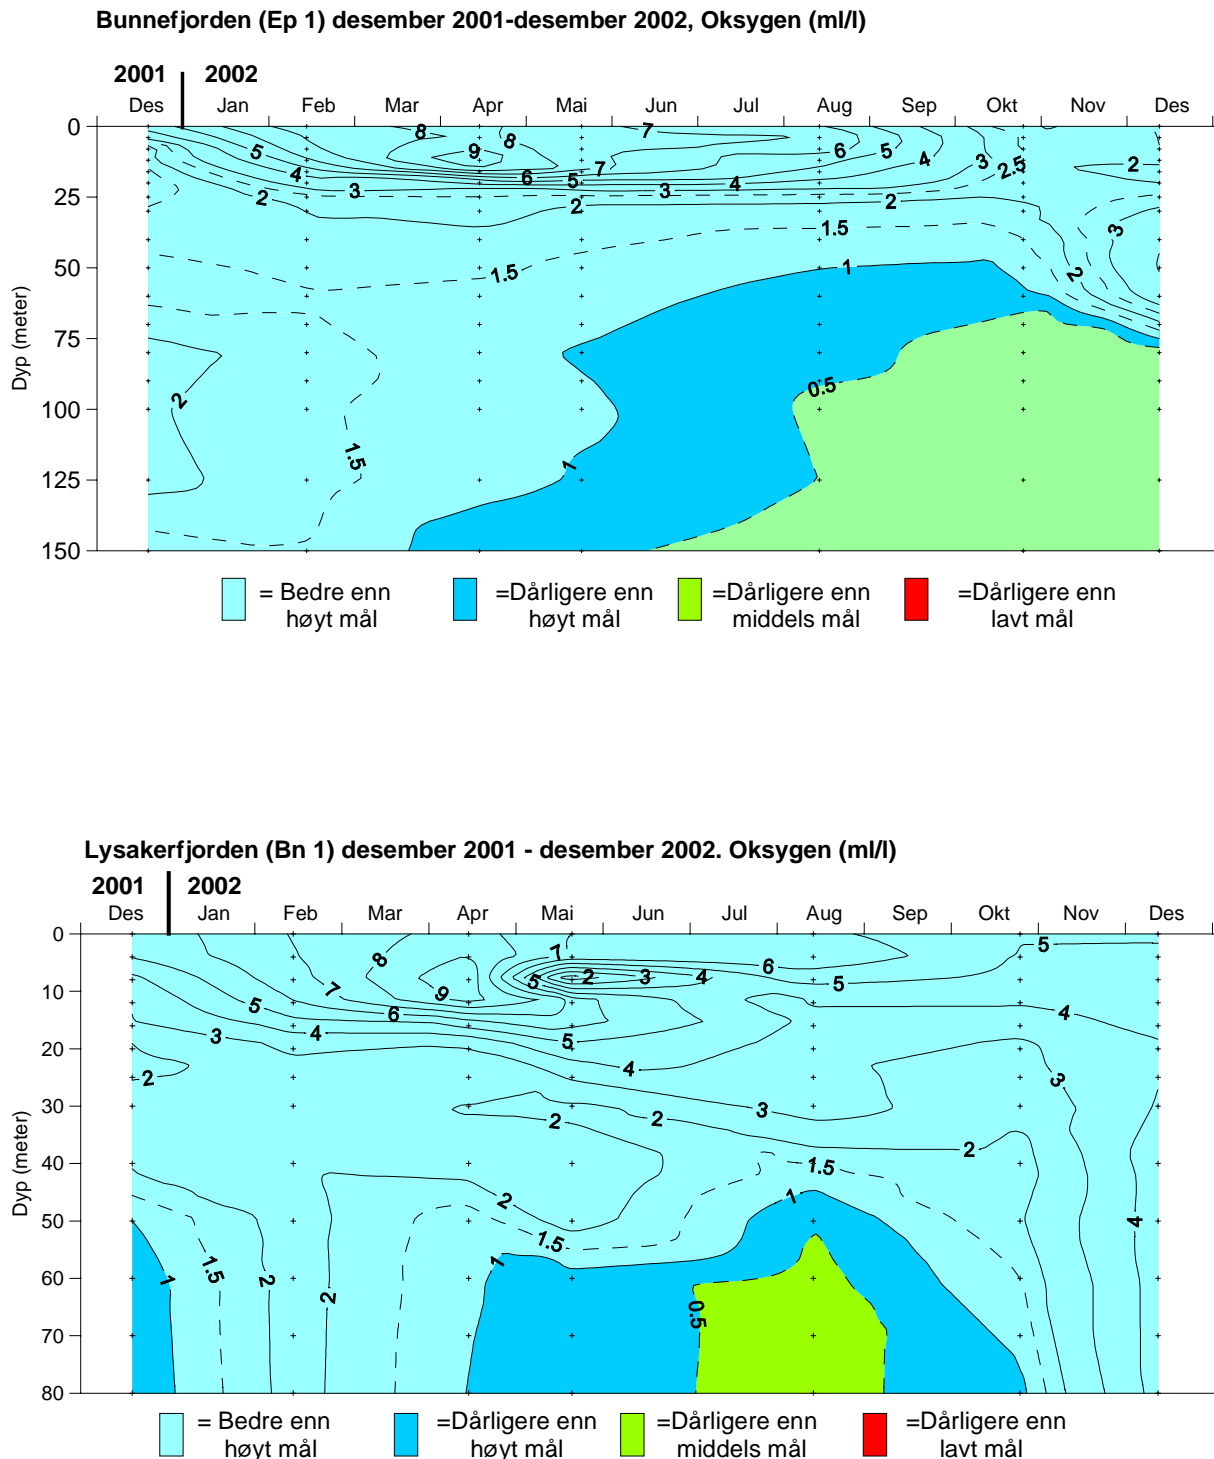 Bunnefjorden (Ep 1) desember 2001-desember 2002, Oksygen (ml/l)
2001 2002
Des Jan Feb Mar Apr Mai Jun Jul Aug Sep Okt Nov Des
Dyp (meter)
0
25
50
75
100
125
150
8 7
9 8
5 4 3 2
6 5 7
3 2 4
6 5 4 3 2.5
2
2
3
2
1.5
1.5
1
2
1.5
1
0.5
= Bedre enn høyt mål
=Dårligere enn høyt mål
=Dårligere enn middels mål
=Dårligere enn lavt mål
Lysakerfjorden (Bn 1) desember 2001 - desember 2002. Oksygen (ml/l)
2001 2002
Des Jan Feb Mar Apr Mai Jun Jul Aug Sep Okt Nov Des
Dyp (meter)
0
10
20
30
40
50
60
70
80
8 7 6 5
7 9 5 2 3 4 5
5 6 4
3 4 5 4
2 3
2 2 3
2
1.5
2
1 1.5 4
1 1.5 2 2 1
0.5
= Bedre enn høyt mål
=Dårligere enn høyt mål
=Dårligere enn middels mål
=Dårligere enn lavt mål